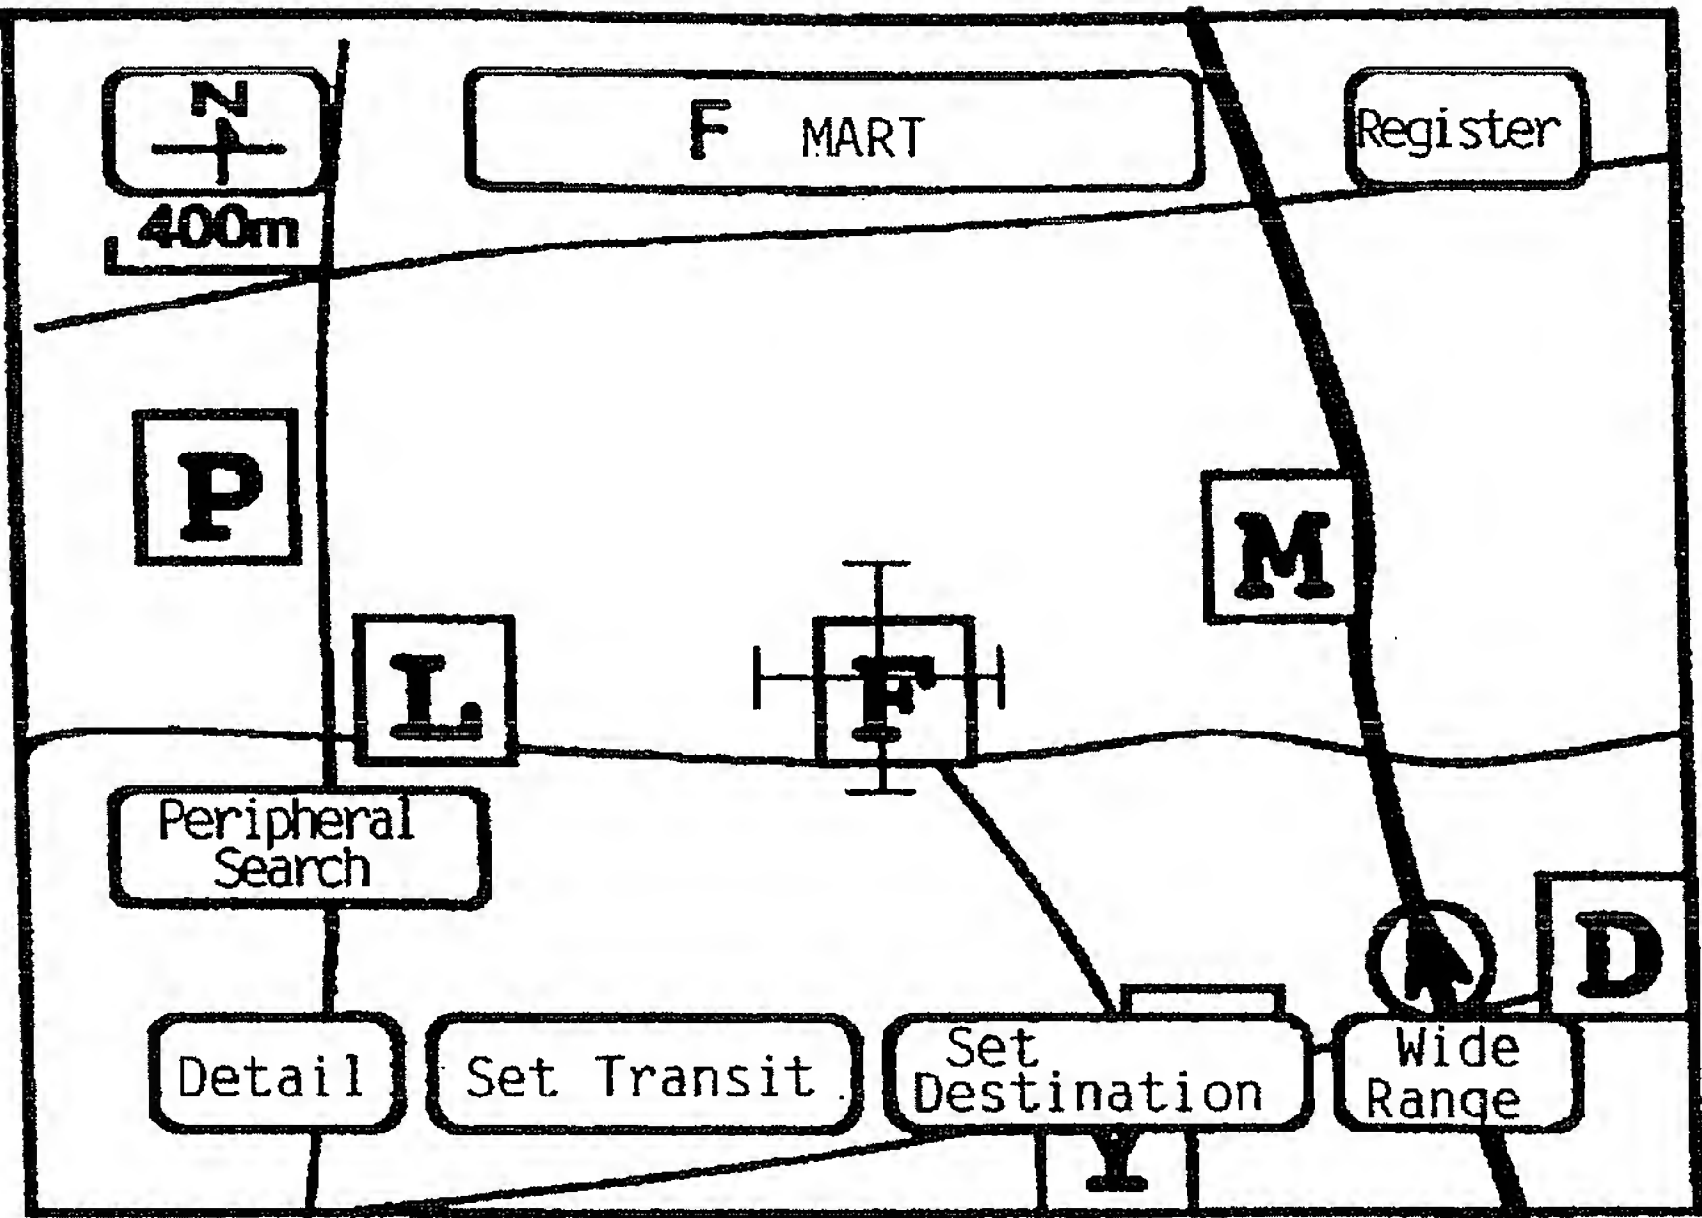 N
F MART
Register
400m
P
M
L
F
Peripheral
Search
D
Detail
Set Transit
Set
Destination
Wide
Range
Y